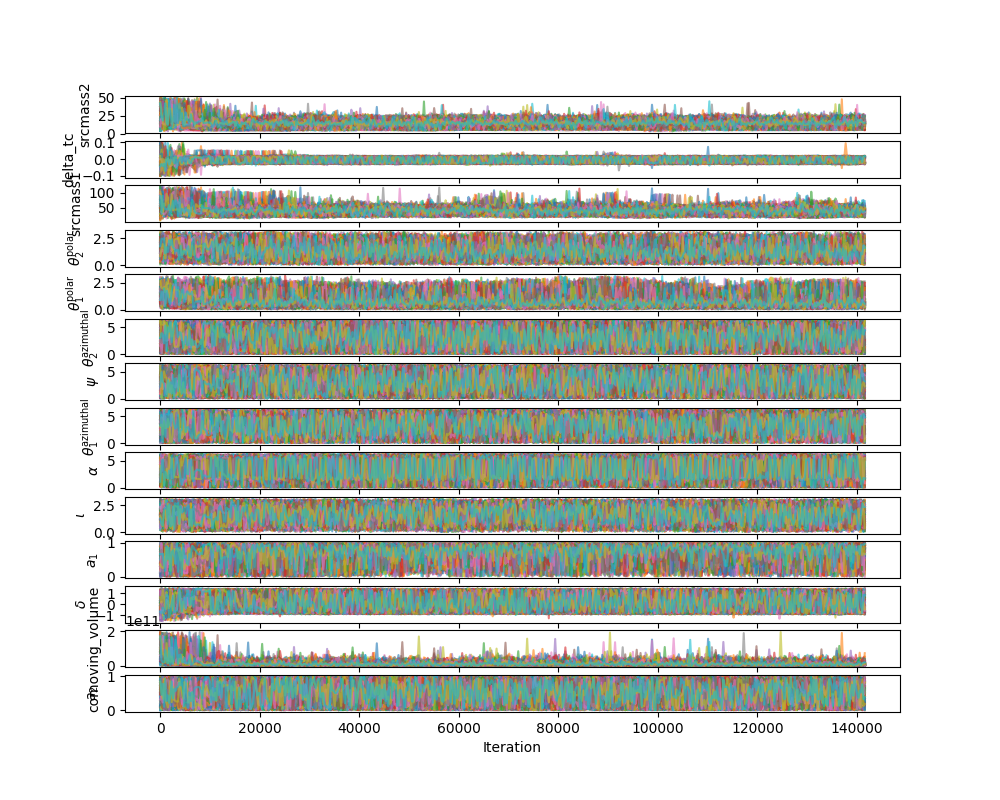 srcmass2
50
25
0
delta_tc
0.1
0.0
−0.1
srcmass1
100
50
θ₂^polar
2.5
0.0
θ₁^polar
2.5
0.0
θ₂^azimuthal
5
0
ψ
5
0
θ₁^azimuthal
5
0
α
5
0
ι
2.5
0.0
a₁
1
0
δ
1
0
−1
1e11
comoving_volume
2
0
1
0
0 20000 40000 60000 80000 100000 120000 140000
Iteration